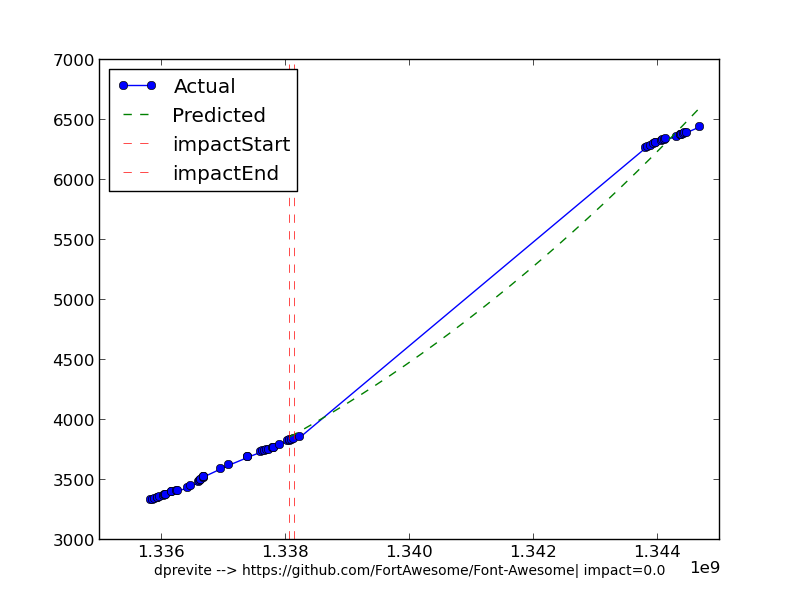 7000
6500
6000
5500
5000
4500
4000
3500
3000
Actual
Predicted
impactStart
impactEnd
1.336 1.338 1.340 1.342 1.344
1e9
dprevite --> https://github.com/FortAwesome/Font-Awesome| impact=0.0